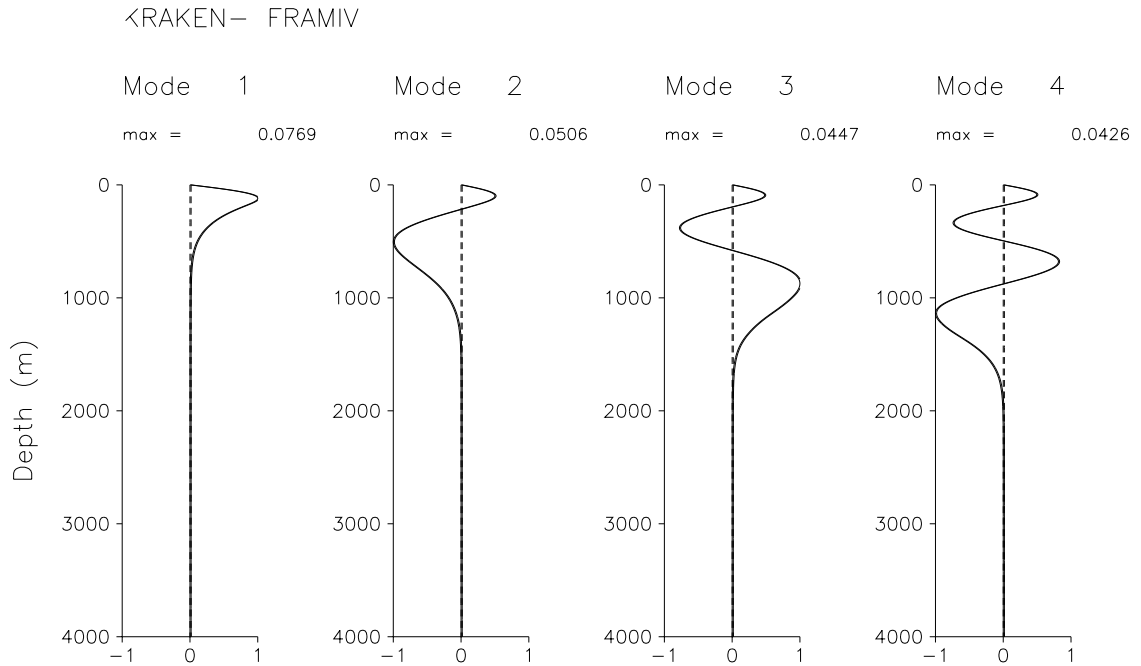 KRAKEN- FRAMIV
Mode 1 Mode 2 Mode 3 Mode 4
max = 0.0769 max = 0.0506 max = 0.0447 max = 0.0426
0 0 0 0
1000 1000 1000 1000
Depth (m)
2000 2000 2000 2000
3000 3000 3000 3000
4000 4000 4000 4000
-1 0 1 -1 0 1 -1 0 1 -1 0 1